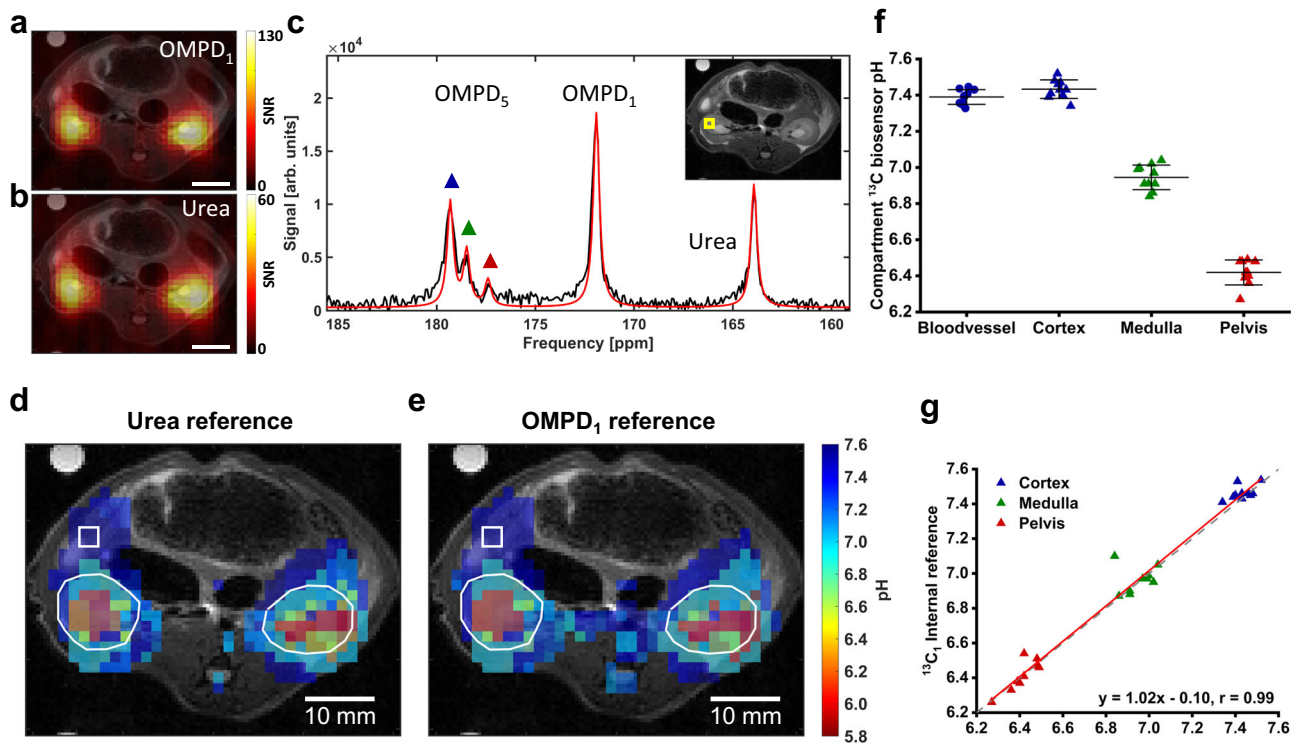 a
OMPD₁
130
SNR
0
b
Urea
60
SNR
0
c
×10⁴
2
1.5
1
0.5
0
Signal [arb. units]
OMPD₅
OMPD₁
Urea
185
180
175
170
165
160
Frequency [ppm]
f
7.6
7.4
7.2
7.0
6.8
6.6
6.4
6.2
Compartment ¹³C biosensor pH
Bloodvessel
Cortex
Medulla
Pelvis
d
Urea reference
10 mm
e
OMPD₁ reference
10 mm
7.6
7.4
7.2
7.0
6.8
6.6
6.4
6.2
6.0
5.8
pH
g
7.6
7.4
7.2
7.0
6.8
6.6
6.4
6.2
¹³C₁ Internal reference
Cortex
Medulla
Pelvis
y = 1.02x - 0.10, r = 0.99
6.2
6.4
6.6
6.8
7.0
7.2
7.4
7.6